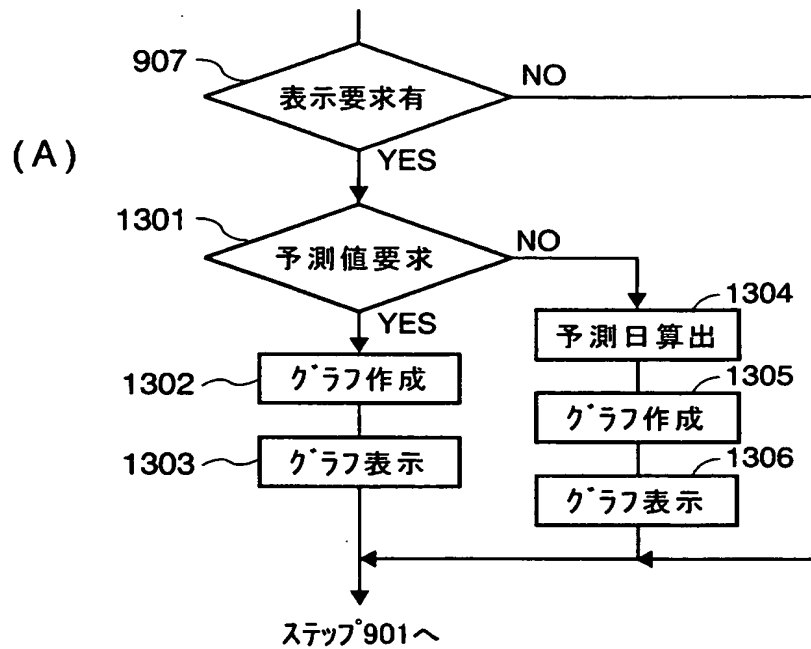 907
表示要求有
NO
(A)
YES
1301
予測値要求
NO
YES
1304
予測日算出
1302
グラフ作成
1305
グラフ作成
1303
グラフ表示
1306
グラフ表示
ステップ901へ